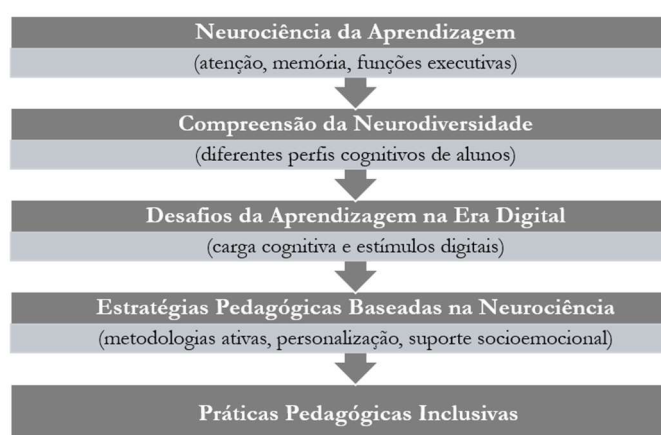 Neurociência da Aprendizagem
(atenção, memória, funções executivas)
Compreensão da Neurodiversidade
(diferentes perfis cognitivos de alunos)
Desafios da Aprendizagem na Era Digital
(carga cognitiva e estímulos digitais)
Estratégias Pedagógicas Baseadas na Neurociência
(metodologias ativas, personalização, suporte socioemocional)
Práticas Pedagógicas Inclusivas